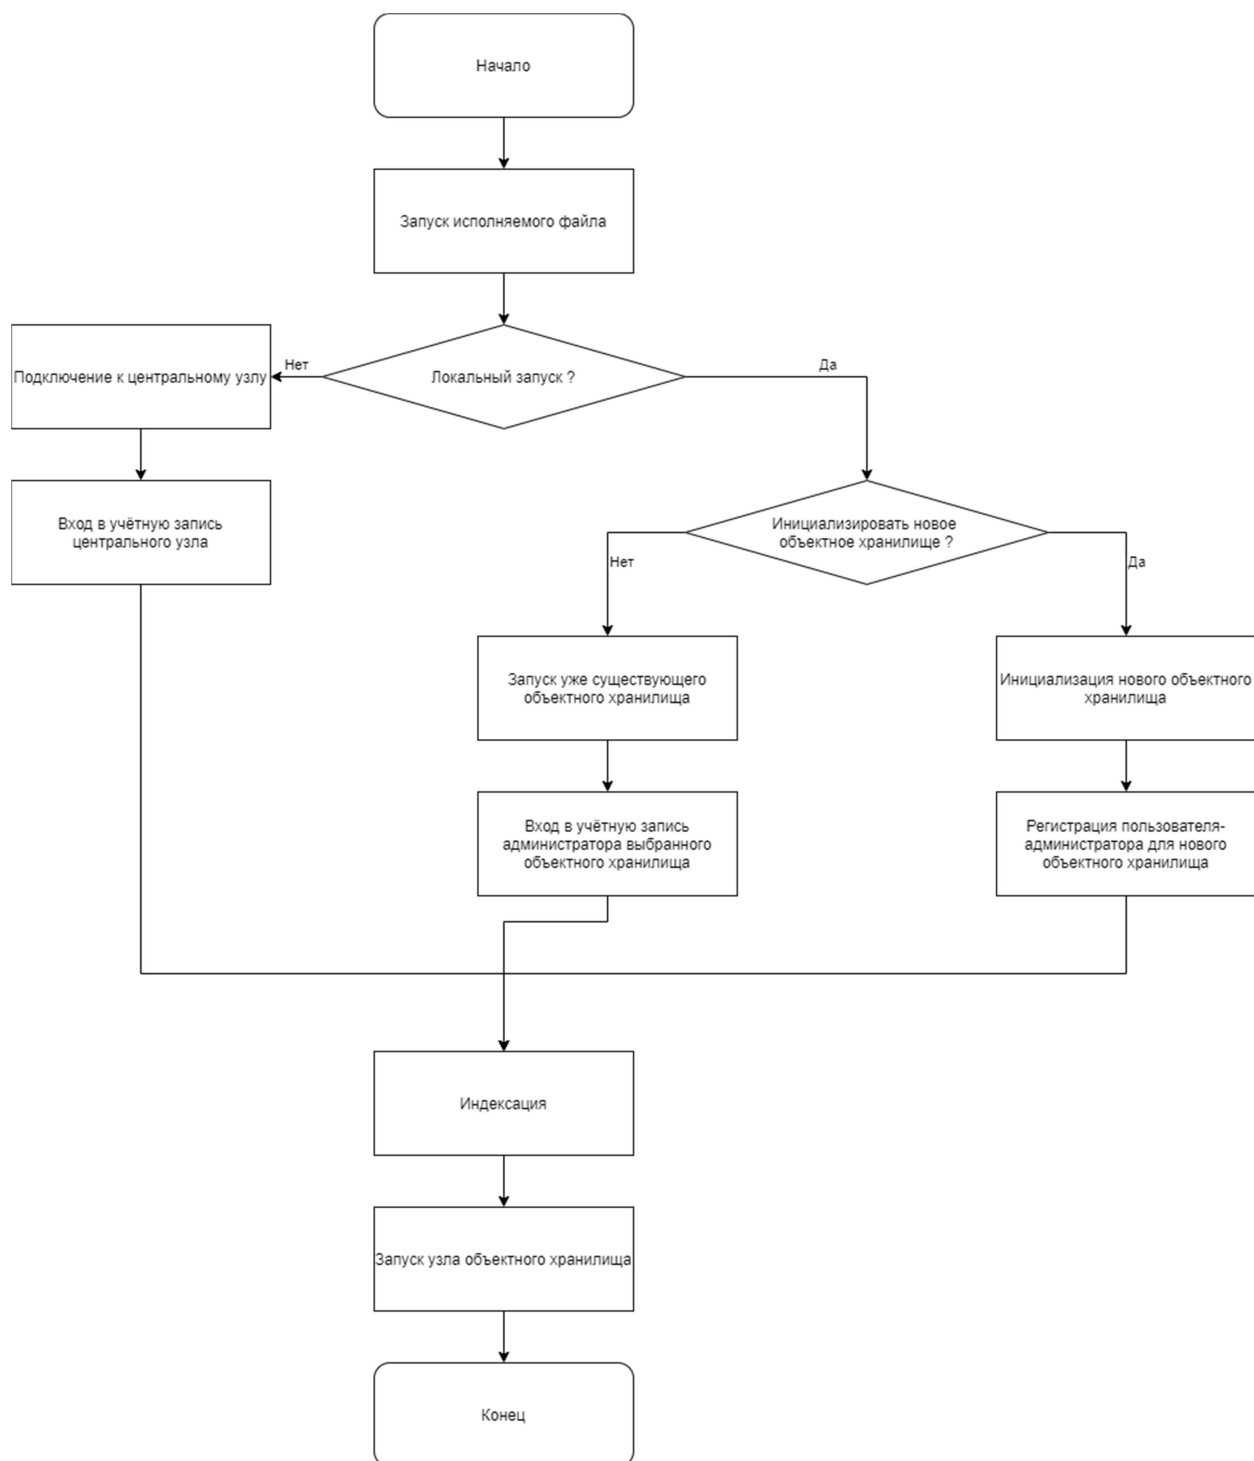 Начало
Запуск исполняемого файла
Локальный запуск ?
Нет
Да
Подключение к центральному узлу
Вход в учётную запись
центрального узла
Инициализировать новое
объектное хранилище ?
Нет
Да
Запуск уже существующего
объектного хранилища
Инициализация нового объектного
хранилища
Вход в учётную запись
администратора выбранного
объектного хранилища
Регистрация пользователя-
администратора для нового
объектного хранилища
Индексация
Запуск узла объектного хранилища
Конец